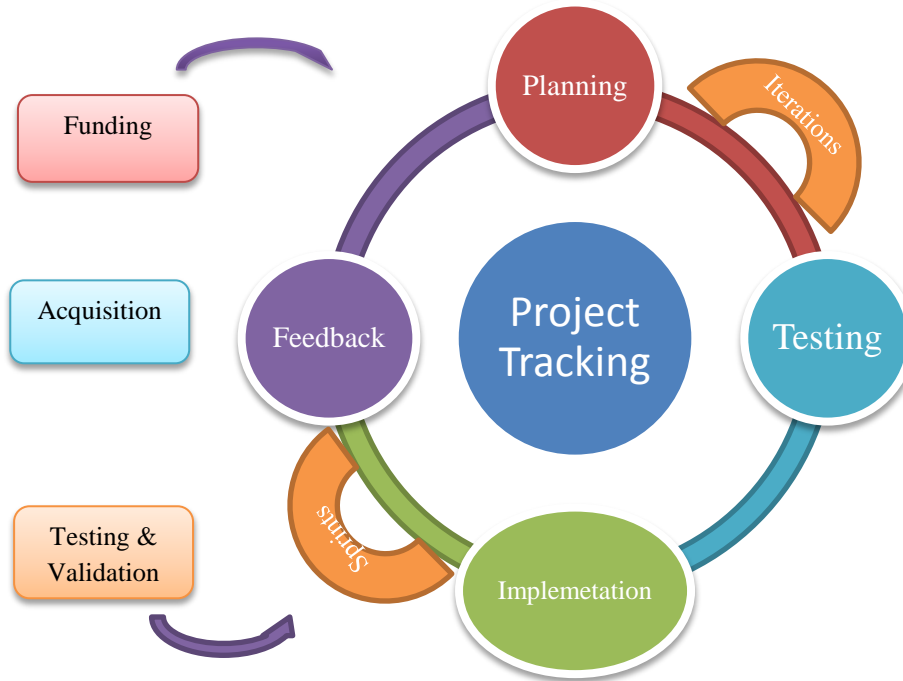 Planning
Iterations
Funding
Acquisition
Feedback
Project
Tracking
Testing
Testing &
Validation
Sprints
Implemetation